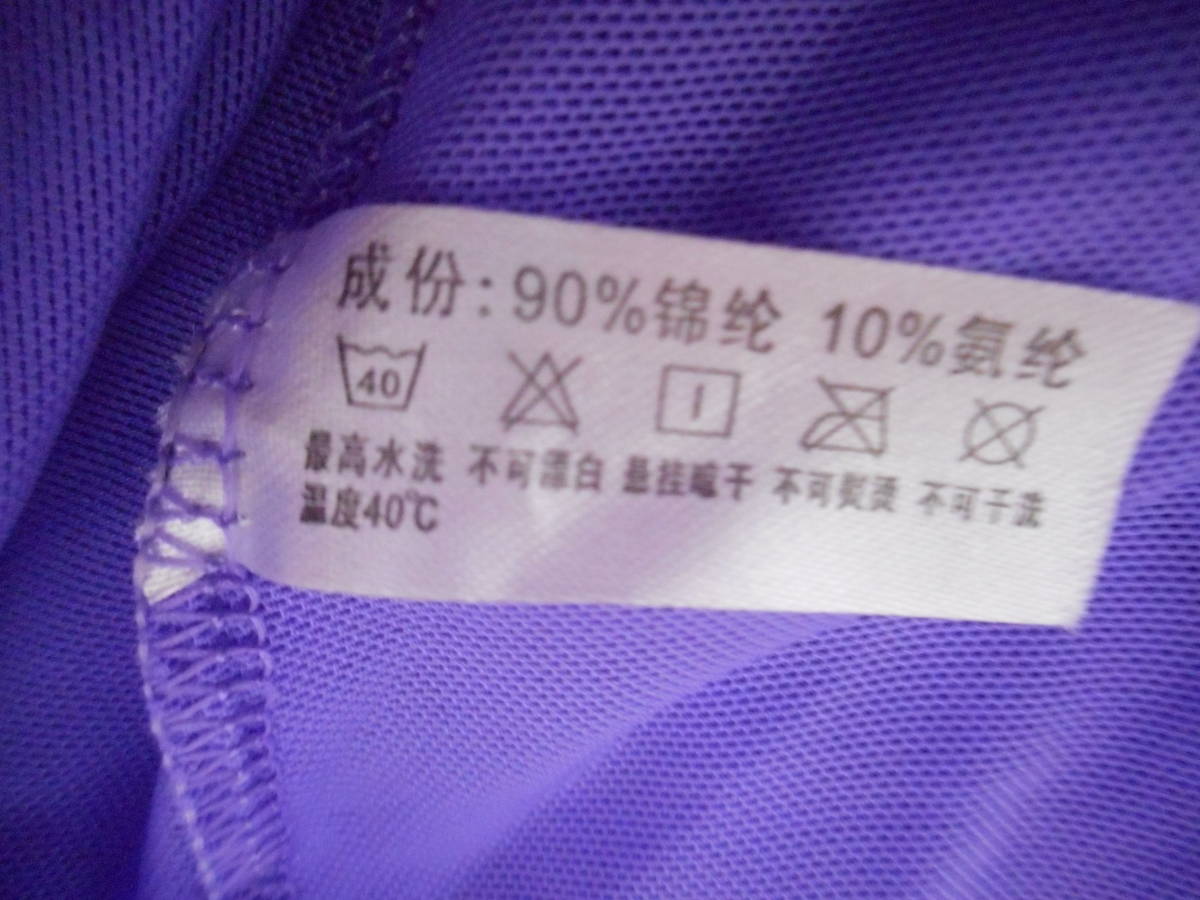 成份:90%锦纶 10%氨纶
40
最高水洗 不可漂白 悬挂晾干 不可熨烫 不可干洗
温度40℃